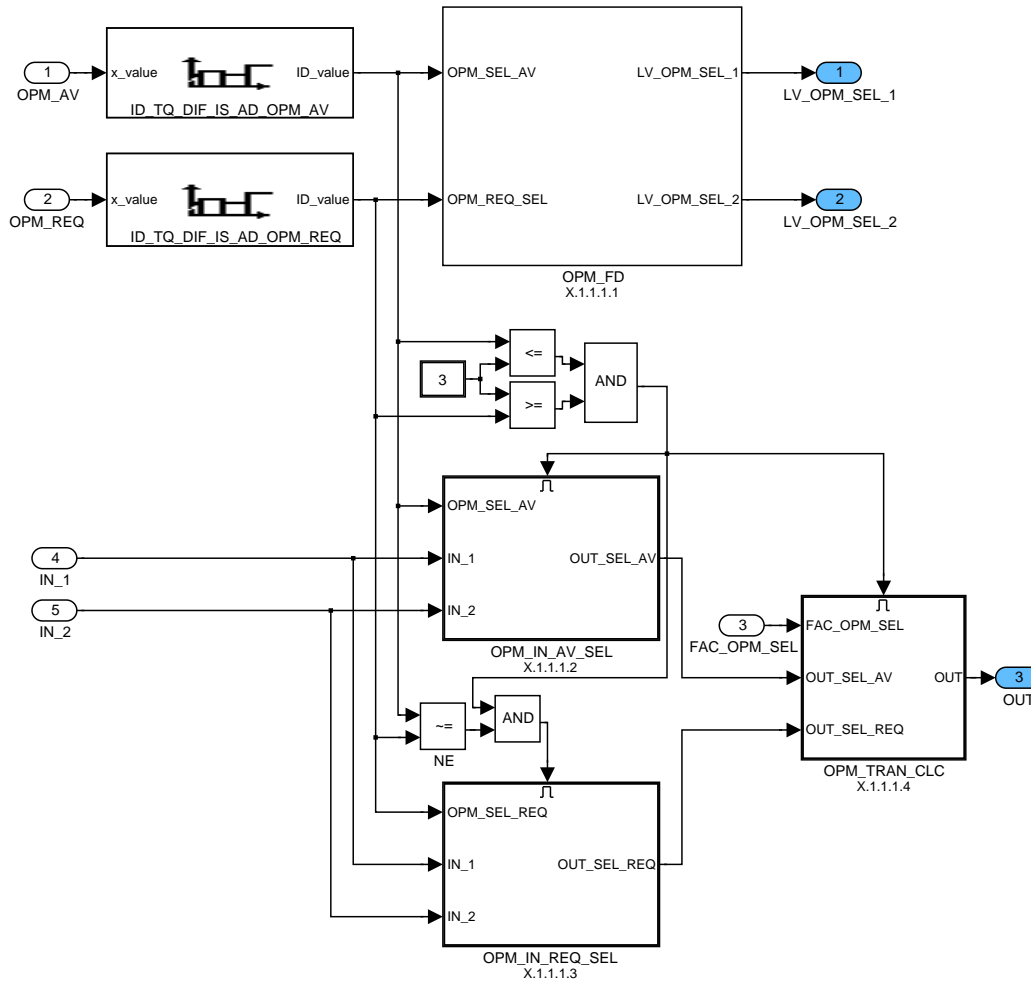 1
OPM_AV
x_value
ID_value
ID_TQ_DIF_IS_AD_OPM_AV
2
OPM_REQ
x_value
ID_value
ID_TQ_DIF_IS_AD_OPM_REQ
OPM_SEL_AV
LV_OPM_SEL_1
OPM_REQ_SEL
LV_OPM_SEL_2
OPM_FD
X.1.1.1.1
1
LV_OPM_SEL_1
2
LV_OPM_SEL_2
3
<=
>=
AND
4
IN_1
5
IN_2
OPM_SEL_AV
IN_1
OUT_SEL_AV
IN_2
OPM_IN_AV_SEL
X.1.1.1.2
~=
NE
AND
OPM_SEL_REQ
IN_1
OUT_SEL_REQ
IN_2
OPM_IN_REQ_SEL
X.1.1.1.3
3
FAC_OPM_SEL
FAC_OPM_SEL
OUT_SEL_AV
OUT
OUT_SEL_REQ
OPM_TRAN_CLC
X.1.1.1.4
3
OUT